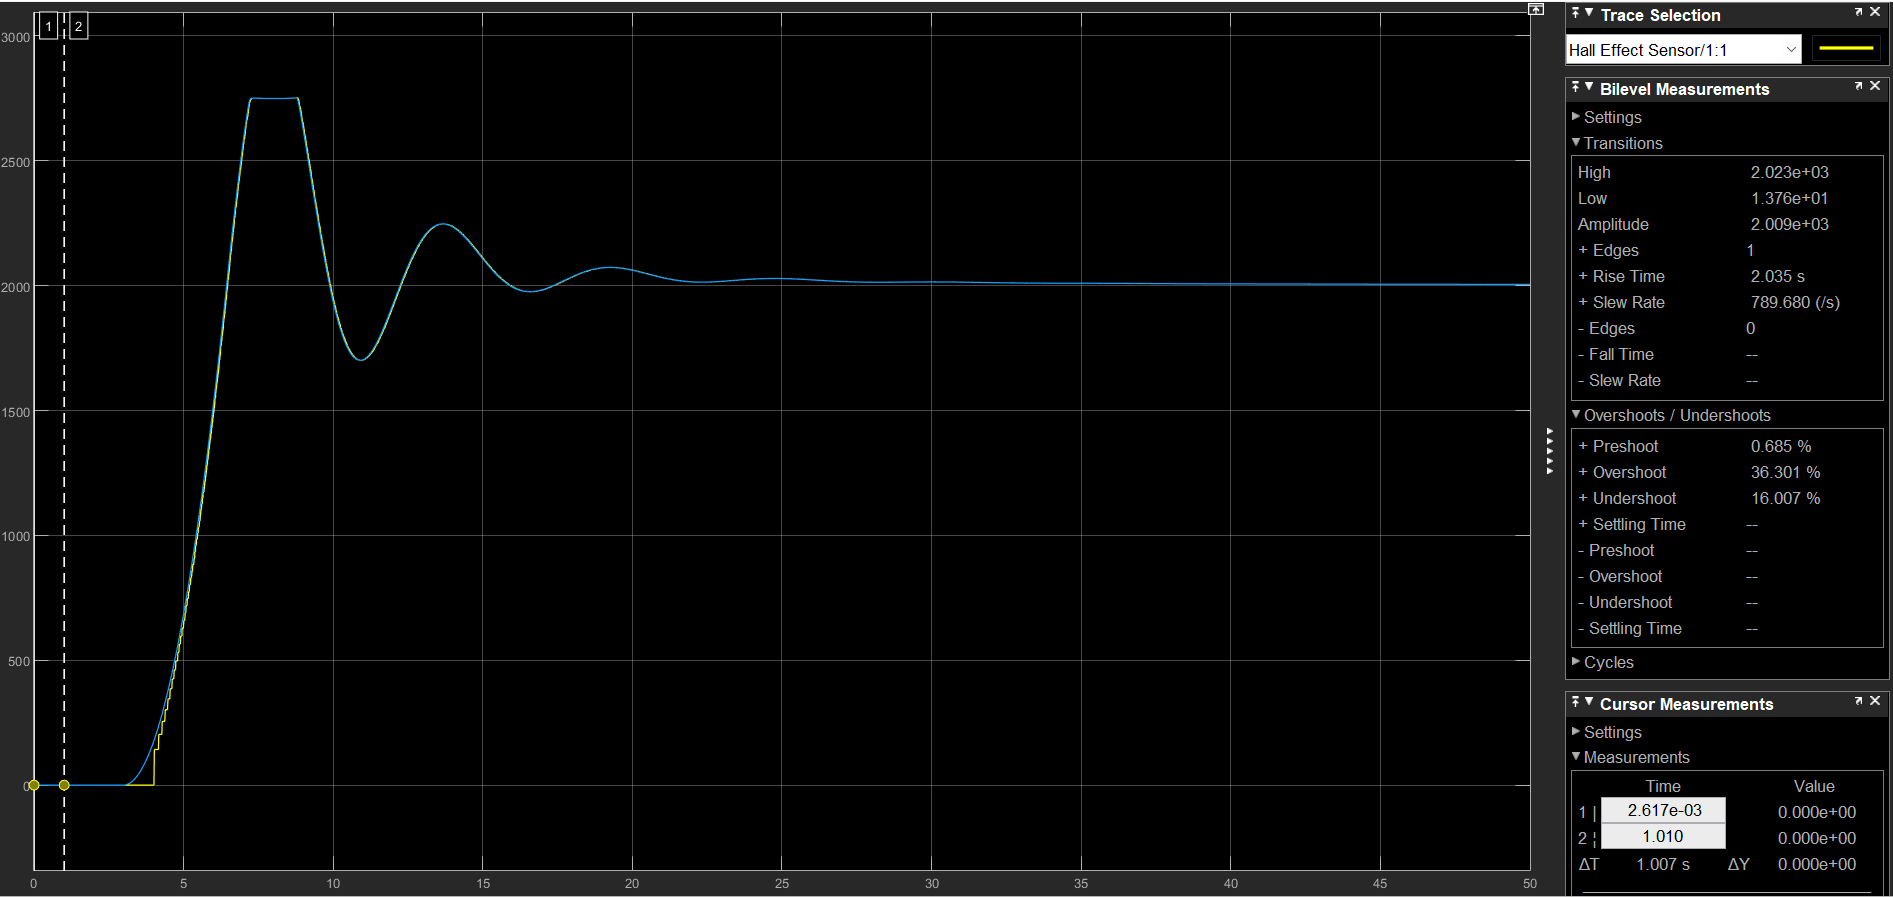 1 2
3000
2500
2000
1500
1000
500
0
0 5 10 15 20 25 30 35 40 45 50
Trace Selection
Hall Effect Sensor/1:1
Bilevel Measurements
Settings
Transitions
High 2.023e+03
Low 1.376e+01
Amplitude 2.009e+03
+ Edges 1
+ Rise Time 2.035 s
+ Slew Rate 789.680 (/s)
- Edges 0
- Fall Time --
- Slew Rate --
Overshoots / Undershoots
+ Preshoot 0.685 %
+ Overshoot 36.301 %
+ Undershoot 16.007 %
+ Settling Time --
- Preshoot --
- Overshoot --
- Undershoot --
- Settling Time --
Cycles
Cursor Measurements
Settings
Measurements
Time Value
1 | 2.617e-03 0.000e+00
2 ¦ 1.010 0.000e+00
ΔT 1.007 s ΔY 0.000e+00